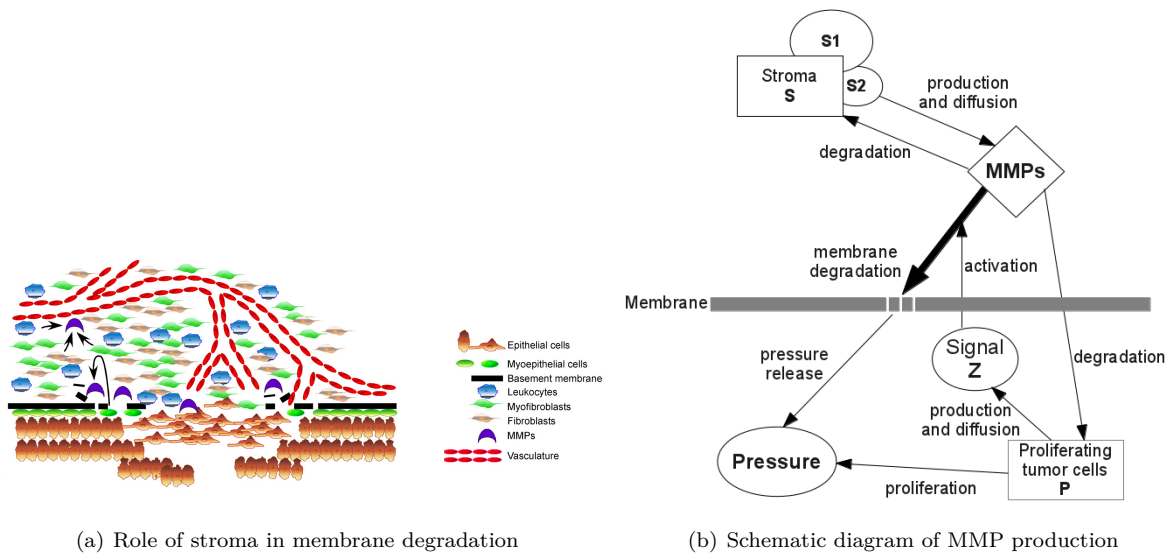 Epithelial cells
Myoepithelial cells
Basement membrane
Leukocytes
Myofibroblasts
Fibroblasts
MMPs
Vasculature
(a) Role of stroma in membrane degradation
S1
Stroma
S
S2
production
and diffusion
degradation
MMPs
membrane
degradation
activation
Membrane
pressure
release
Signal
Z
degradation
production
and diffusion
Pressure
proliferation
Proliferating
tumor cells
P
(b) Schematic diagram of MMP production